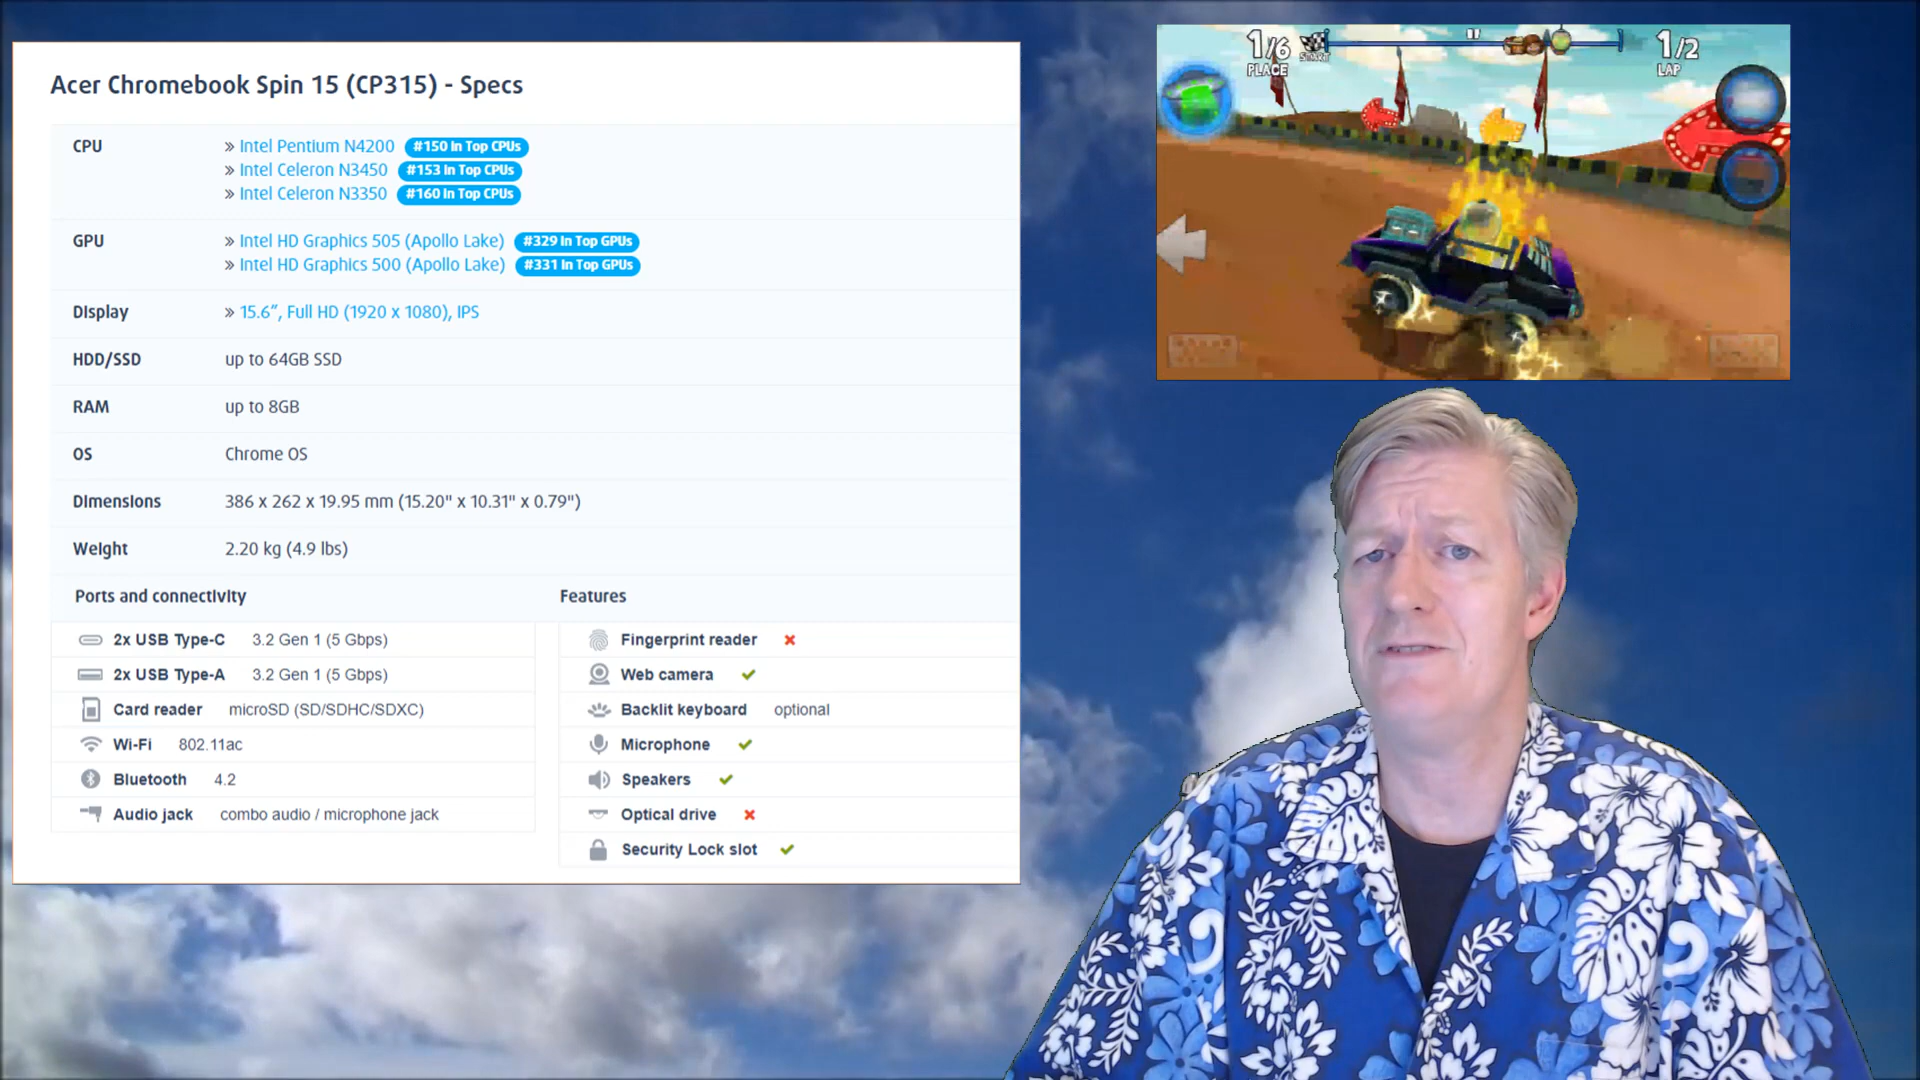 Acer Chromebook Spin 15 (CP315) - Specs
CPU
» Intel Pentium N4200 #150 In Top CPUs
» Intel Celeron N3450 #153 In Top CPUs
» Intel Celeron N3350 #160 In Top CPUs
GPU
» Intel HD Graphics 505 (Apollo Lake) #329 In Top GPUs
» Intel HD Graphics 500 (Apollo Lake) #331 In Top GPUs
Display
» 15.6”, Full HD (1920 x 1080), IPS
HDD/SSD up to 64GB SSD
RAM up to 8GB
OS Chrome OS
Dimensions 386 x 262 x 19.95 mm (15.20" x 10.31" x 0.79")
Weight 2.20 kg (4.9 lbs)
Ports and connectivity
2x USB Type-C 3.2 Gen 1 (5 Gbps)
2x USB Type-A 3.2 Gen 1 (5 Gbps)
Card reader microSD (SD/SDHC/SDXC)
Wi-Fi 802.11ac
Bluetooth 4.2
Audio jack combo audio / microphone jack
Features
Fingerprint reader
Web camera
Backlit keyboard optional
Microphone
Speakers
Optical drive
Security Lock slot
1/6
PLACE
START
1/2
LAP